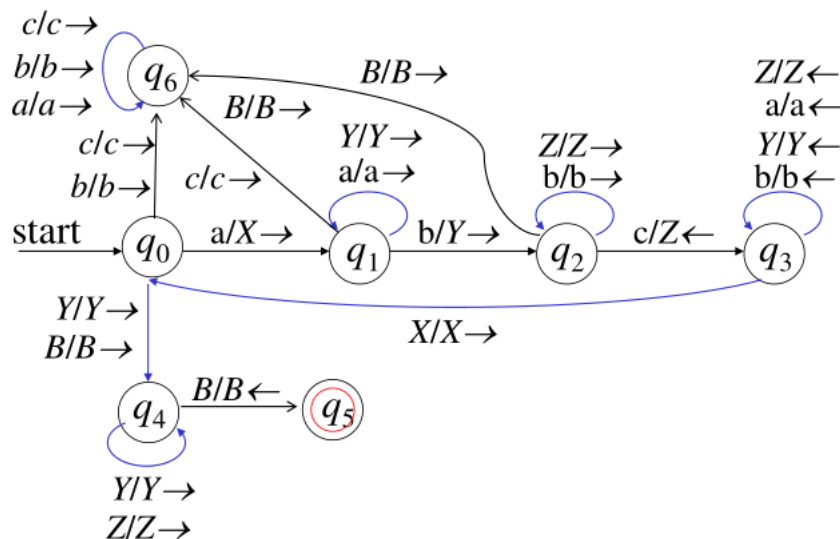 c/c→
b/b→
a/a→
q6
B/B→
B/B→
c/c→
b/b→
c/c→
Y/Y→
a/a→
Z/Z→
b/b→
Z/Z←
a/a←
Y/Y←
b/b←
start
q0
a/X→
q1
b/Y→
q2
c/Z←
q3
X/X→
Y/Y→
B/B→
q4
B/B←
q5
Y/Y→
Z/Z→